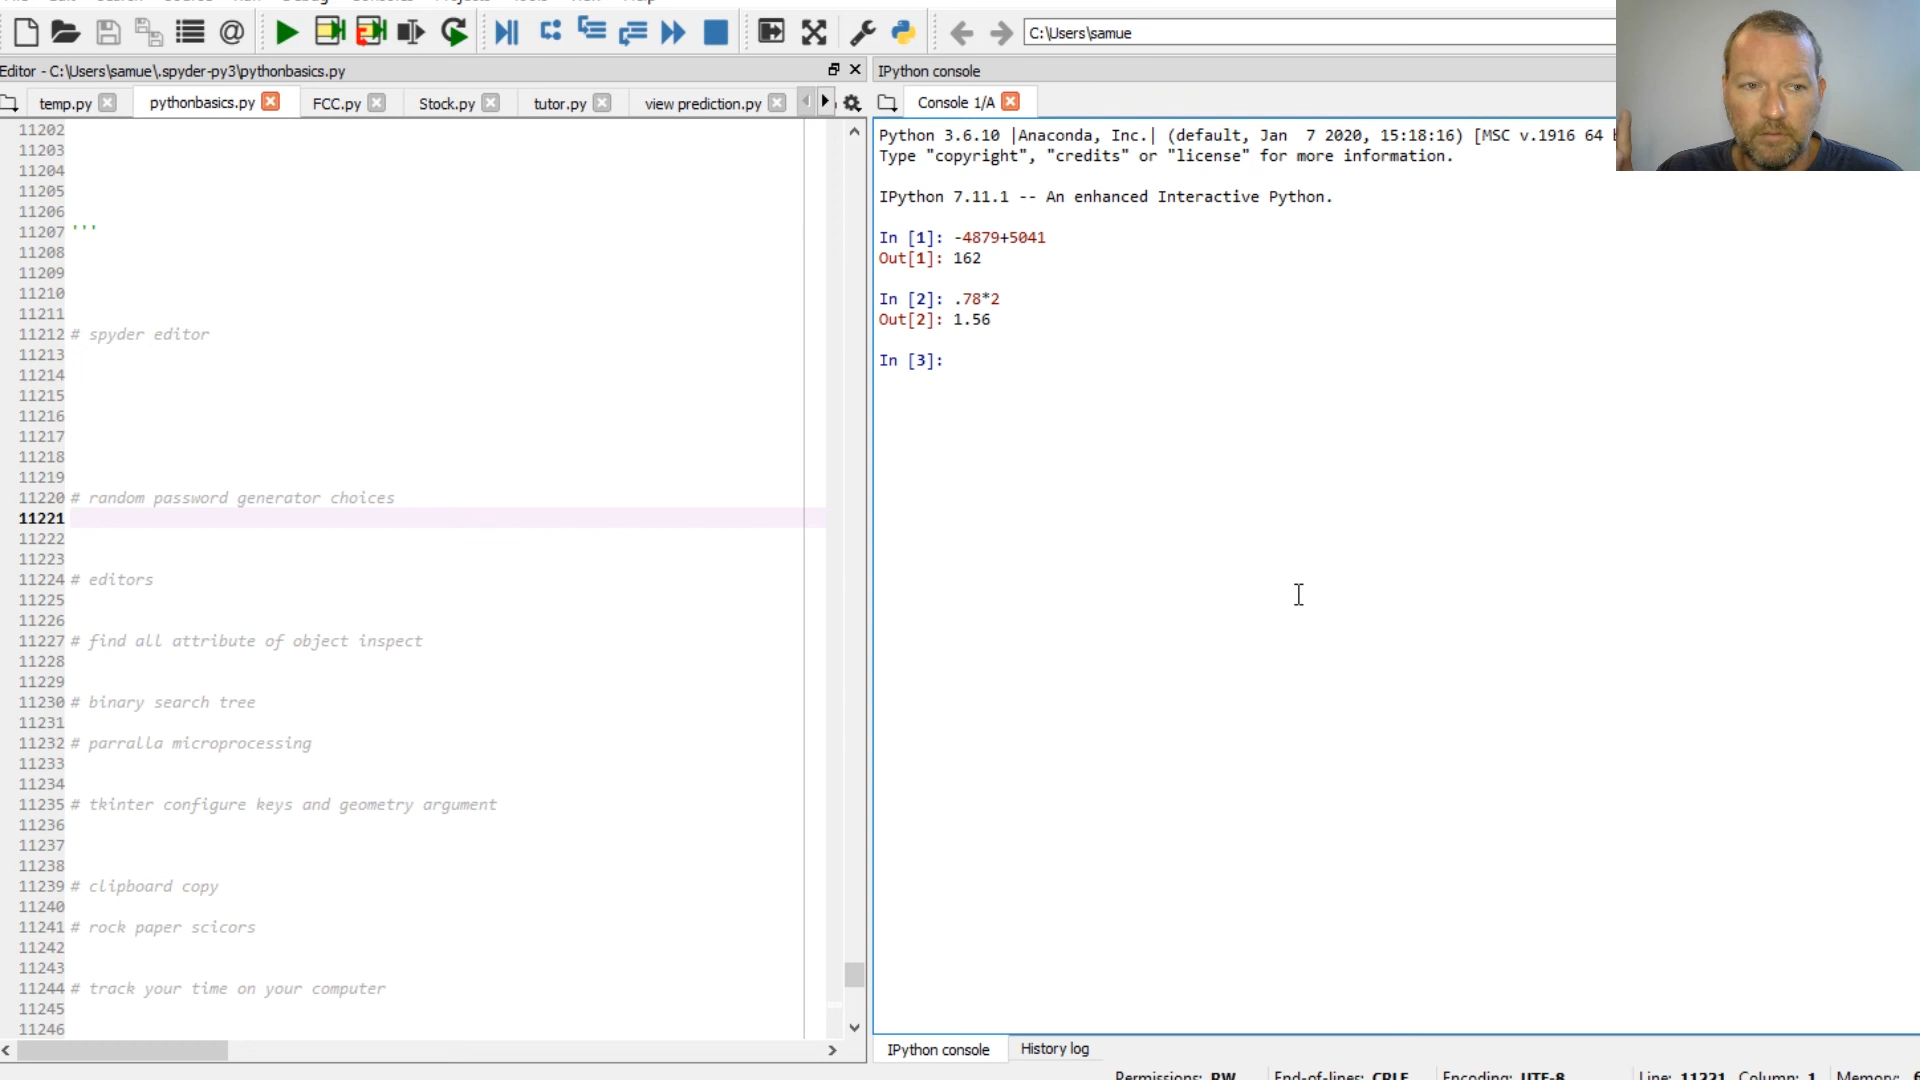 C:\Users\samue
Editor - C:\Users\samue\.spyder-py3\pythonbasics.py
IPython console
temp.py
pythonbasics.py
FCC.py
Stock.py
tutor.py
view prediction.py
Console 1/A
11202
11203
11204
11205
11206
11207 '''
11208
11209
11210
11211
11212 # spyder editor
11213
11214
11215
11216
11217
11218
11219
11220 # random password generator choices
11221
11222
11223
11224 # editors
11225
11226
11227 # find all attribute of object inspect
11228
11229
11230 # binary search tree
11231
11232 # parralla microprocessing
11233
11234
11235 # tkinter configure keys and geometry argument
11236
11237
11238
11239 # clipboard copy
11240
11241 # rock paper scicors
11242
11243
11244 # track your time on your computer
11245
11246
Python 3.6.10 |Anaconda, Inc.| (default, Jan 7 2020, 15:18:16) [MSC v.1916 64
Type "copyright", "credits" or "license" for more information.
IPython 7.11.1 -- An enhanced Interactive Python.
In [1]: -4879+5041
Out[1]: 162
In [2]: .78*2
Out[2]: 1.56
In [3]:
IPython console
History log
Permissions: RW
End-of-lines: CRLF
Encoding: UTF-8
Line: 11221
Column: 1
Memory: